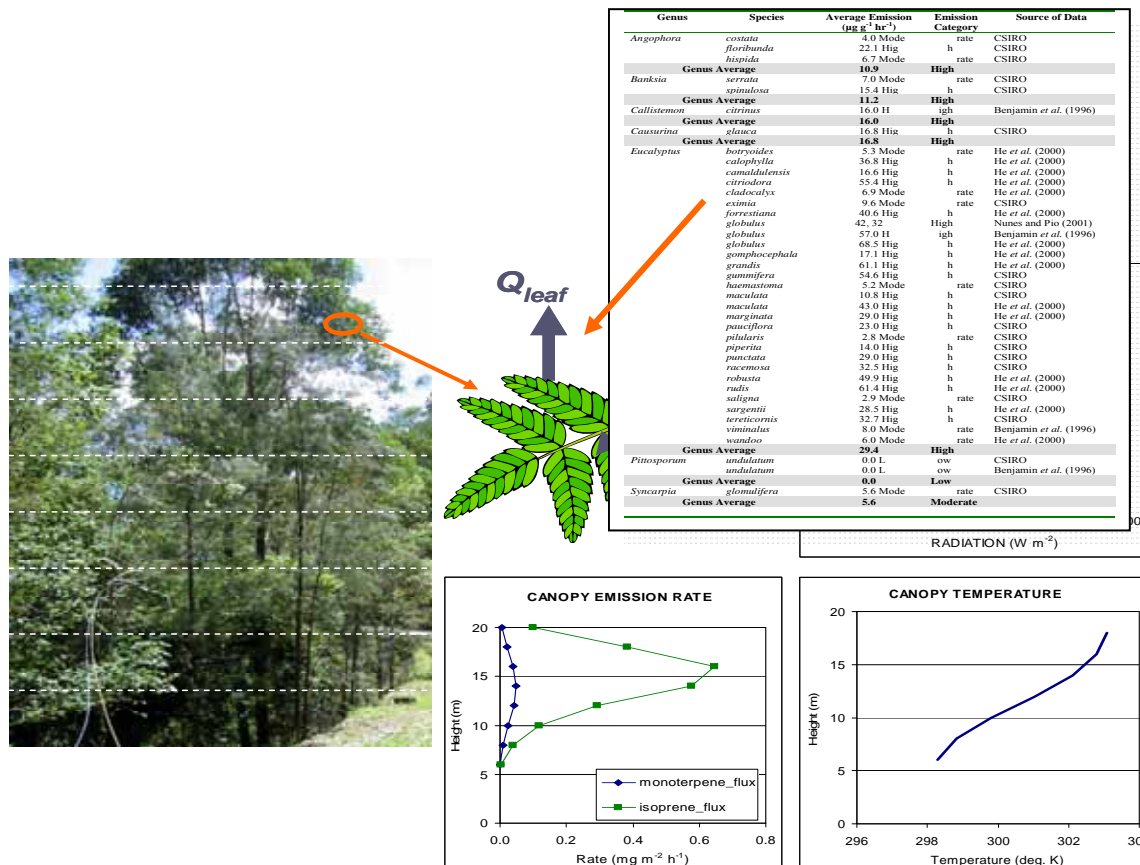 Genus Species Average Emission Emission Source of Data
(µg g-1 hr-1) Category
Angophora costata 4.0 Mode rate CSIRO
floribunda 22.1 Hig h CSIRO
hispida 6.7 Mode rate CSIRO
Genus Average 10.9 High
Banksia serrata 7.0 Mode rate CSIRO
spinulosa 15.4 Hig h CSIRO
Genus Average 11.2 High
Callistemon citrinus 16.0 H igh Benjamin et al. (1996)
Genus Average 16.0 High
Causurina glauca 16.8 Hig h CSIRO
Genus Average 16.8 High
Eucalyptus botryoides 5.3 Mode rate He et al. (2000)
calophylla 36.8 Hig h He et al. (2000)
camaldulensis 16.6 Hig h He et al. (2000)
citriodora 55.4 Hig h He et al. (2000)
cladocalyx 6.9 Mode rate He et al. (2000)
eximia 9.6 Mode rate CSIRO
forrestiana 40.6 Hig h He et al. (2000)
globulus 42, 32 High Nunes and Pio (2001)
globulus 57.0 H igh Benjamin et al. (1996)
globulus 68.5 Hig h He et al. (2000)
gomphocephala 17.1 Hig h He et al. (2000)
grandis 61.1 Hig h He et al. (2000)
gummifera 54.6 Hig h CSIRO
haemastoma 5.2 Mode rate CSIRO
maculata 10.8 Hig h CSIRO
maculata 43.0 Hig h He et al. (2000)
marginata 29.0 Hig h He et al. (2000)
pauciflora 23.0 Hig h CSIRO
pilularis 2.8 Mode rate CSIRO
piperita 14.0 Hig h CSIRO
punctata 29.0 Hig h CSIRO
racemosa 32.5 Hig h CSIRO
robusta 49.9 Hig h He et al. (2000)
rudis 61.4 Hig h He et al. (2000)
saligna 2.9 Mode rate CSIRO
sargentii 28.5 Hig h He et al. (2000)
tereticornis 32.7 Hig h CSIRO
viminalus 8.0 Mode rate Benjamin et al. (1996)
wandoo 6.0 Mode rate He et al. (2000)
Genus Average 29.4 High
Pittosporum undulatum 0.0 L ow CSIRO
undulatum 0.0 L ow Benjamin et al. (1996)
Genus Average 0.0 Low
Syncarpia glomulifera 5.6 Mode rate CSIRO
Genus Average 5.6 Moderate
Qleaf
RADIATION (W m-2)
CANOPY EMISSION RATE
20
15
10
5
0
Height (m)
monoterpene_flux
isoprene_flux
0.0 0.2 0.4 0.6 0.8
Rate (mg m-2 h-1)
CANOPY TEMPERATURE
20
15
10
5
0
Height (m)
296 298 300 302 304
Temperature (deg. K)